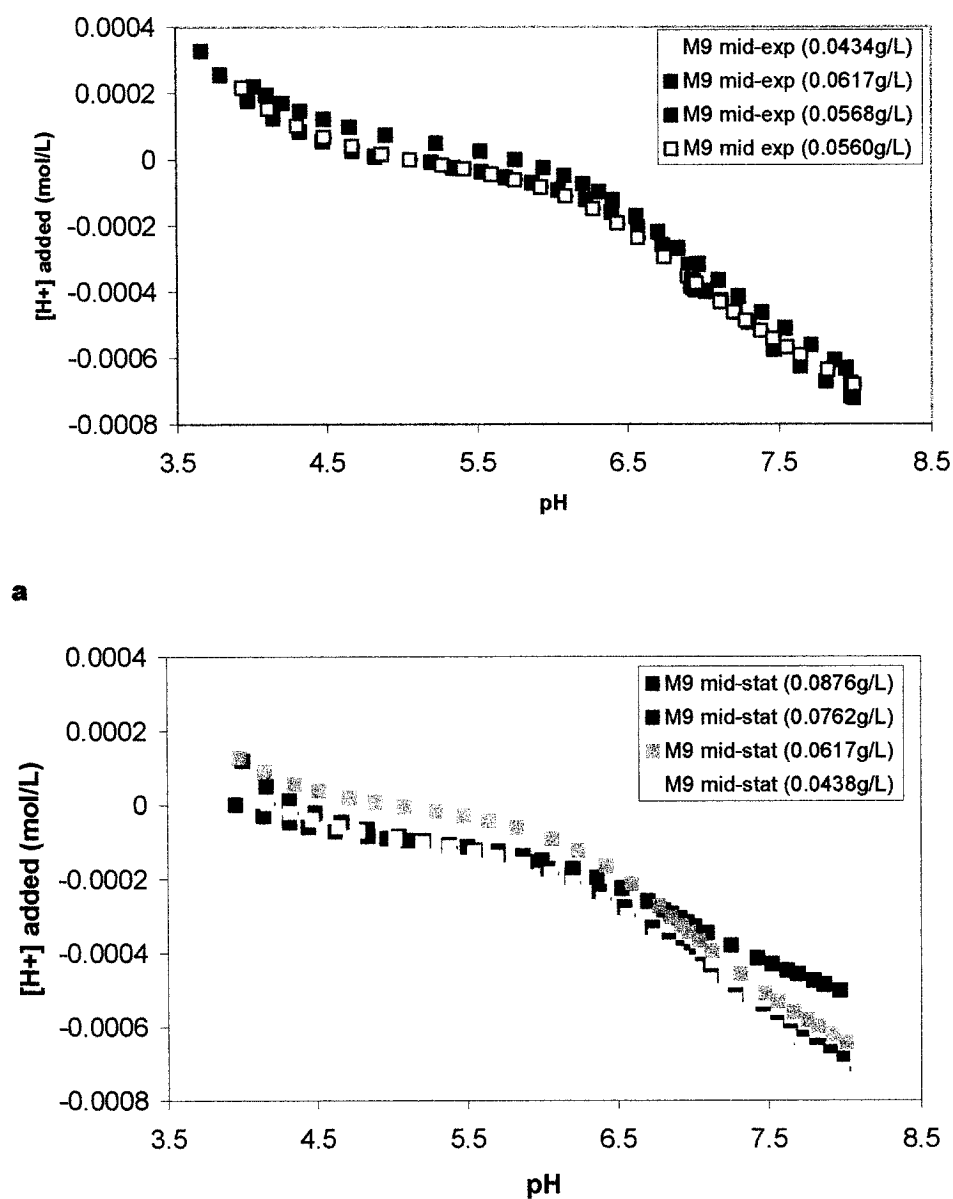 0.0004
0.0002
0
-0.0002
-0.0004
-0.0006
-0.0008
[H+] added (mol/L)
M9 mid-exp (0.0434g/L)
M9 mid-exp (0.0617g/L)
M9 mid-exp (0.0568g/L)
M9 mid exp (0.0560g/L)
3.5 4.5 5.5 6.5 7.5 8.5
pH
a
0.0004
0.0002
0
-0.0002
-0.0004
-0.0006
-0.0008
[H+] added (mol/L)
M9 mid-stat (0.0876g/L)
M9 mid-stat (0.0762g/L)
M9 mid-stat (0.0617g/L)
M9 mid-stat (0.0438g/L)
3.5 4.5 5.5 6.5 7.5 8.5
pH